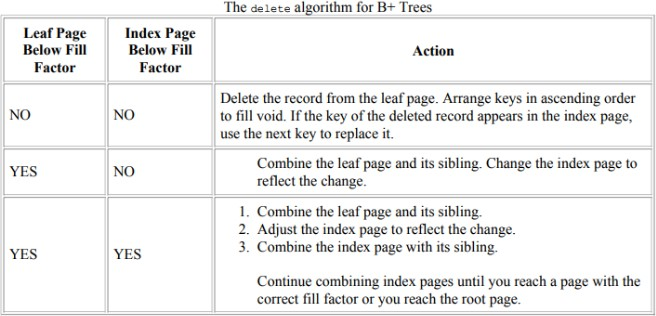 The delete algorithm for B+ Trees
Leaf Page
Below Fill
Factor
Index Page
Below Fill
Factor
Action
NO
NO
Delete the record from the leaf page. Arrange keys in ascending order
to fill void. If the key of the deleted record appears in the index page,
use the next key to replace it.
YES
NO
Combine the leaf page and its sibling. Change the index page to
reflect the change.
YES
YES
1. Combine the leaf page and its sibling.
2. Adjust the index page to reflect the change.
3. Combine the index page with its sibling.
Continue combining index pages until you reach a page with the
correct fill factor or you reach the root page.